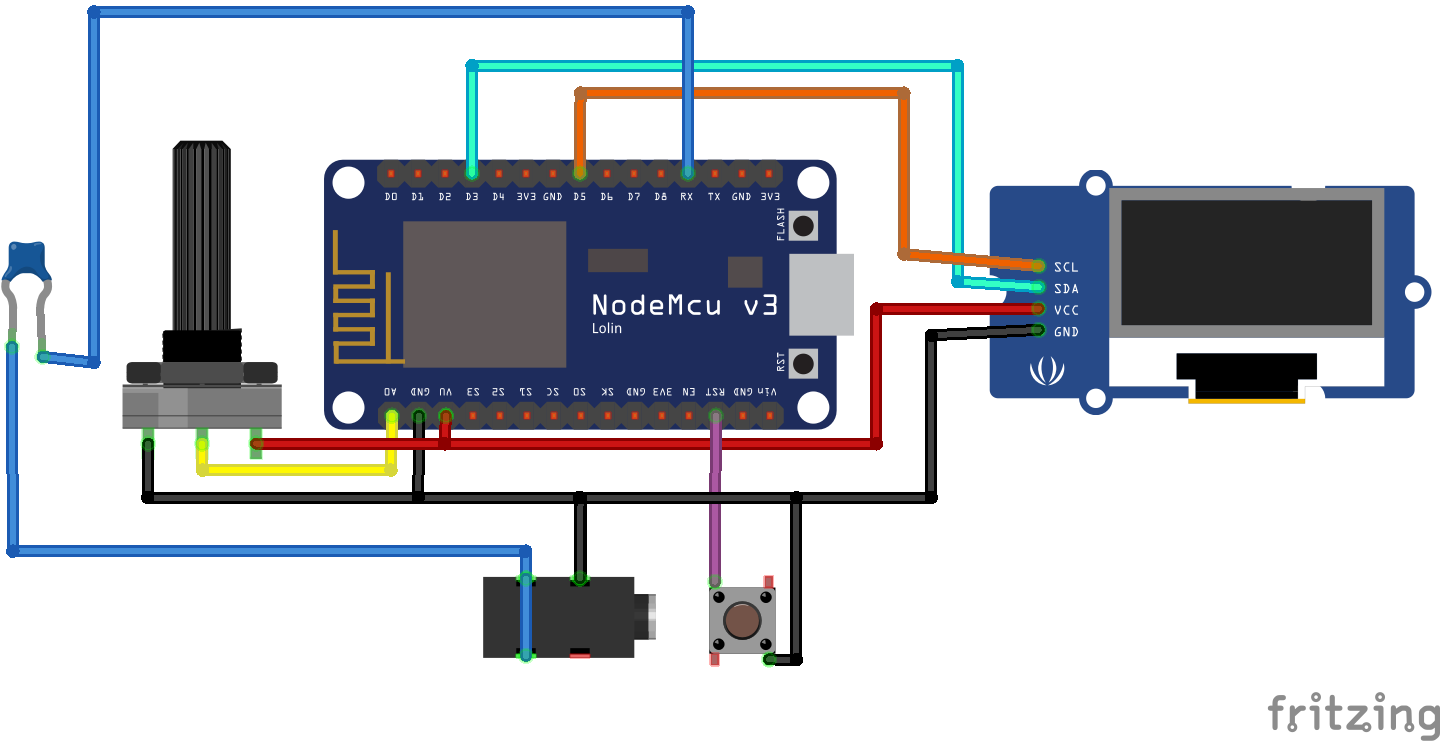 D0 D1 D2 D3 D4 3V3 GND D5 D6 D7 D8 RX TX GND 3V3
FLASH
SCL
SDA
NodeMcu v3
VCC
Lolin
GND
RST
A0 GND VU S3 S2 S1 SC S0 SK GND 3V3 EN RST GND Vin
fritzing